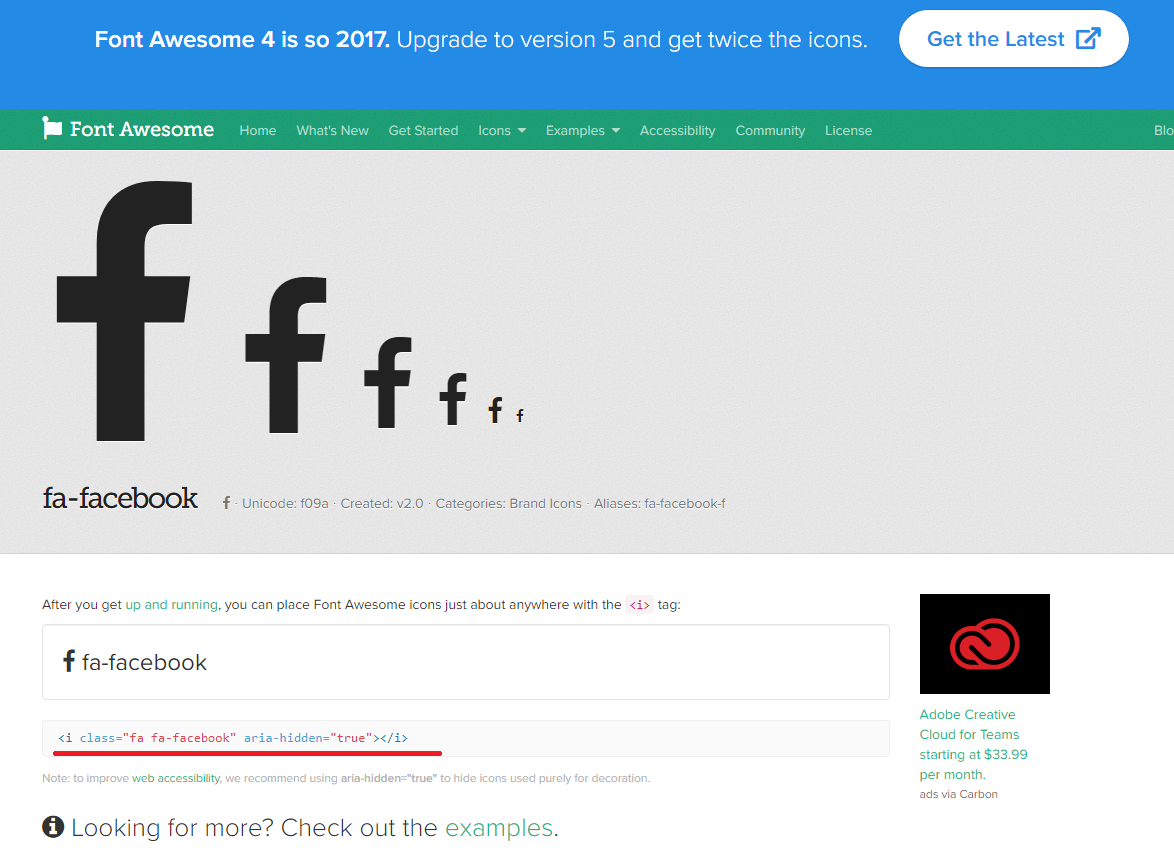 Font Awesome 4 is so 2017. Upgrade to version 5 and get twice the icons. Get the Latest
Font Awesome Home What's New Get Started Icons Examples Accessibility Community License Blo
fa-facebook · Unicode: f09a · Created: v2.0 · Categories: Brand Icons · Aliases: fa-facebook-f
After you get up and running, you can place Font Awesome icons just about anywhere with the <i> tag:
fa-facebook
<i class="fa fa-facebook" aria-hidden="true"></i>
Note: to improve web accessibility, we recommend using aria-hidden="true" to hide icons used purely for decoration.
Looking for more? Check out the examples.
Adobe Creative
Cloud for Teams
starting at $33.99
per month.
ads via Carbon